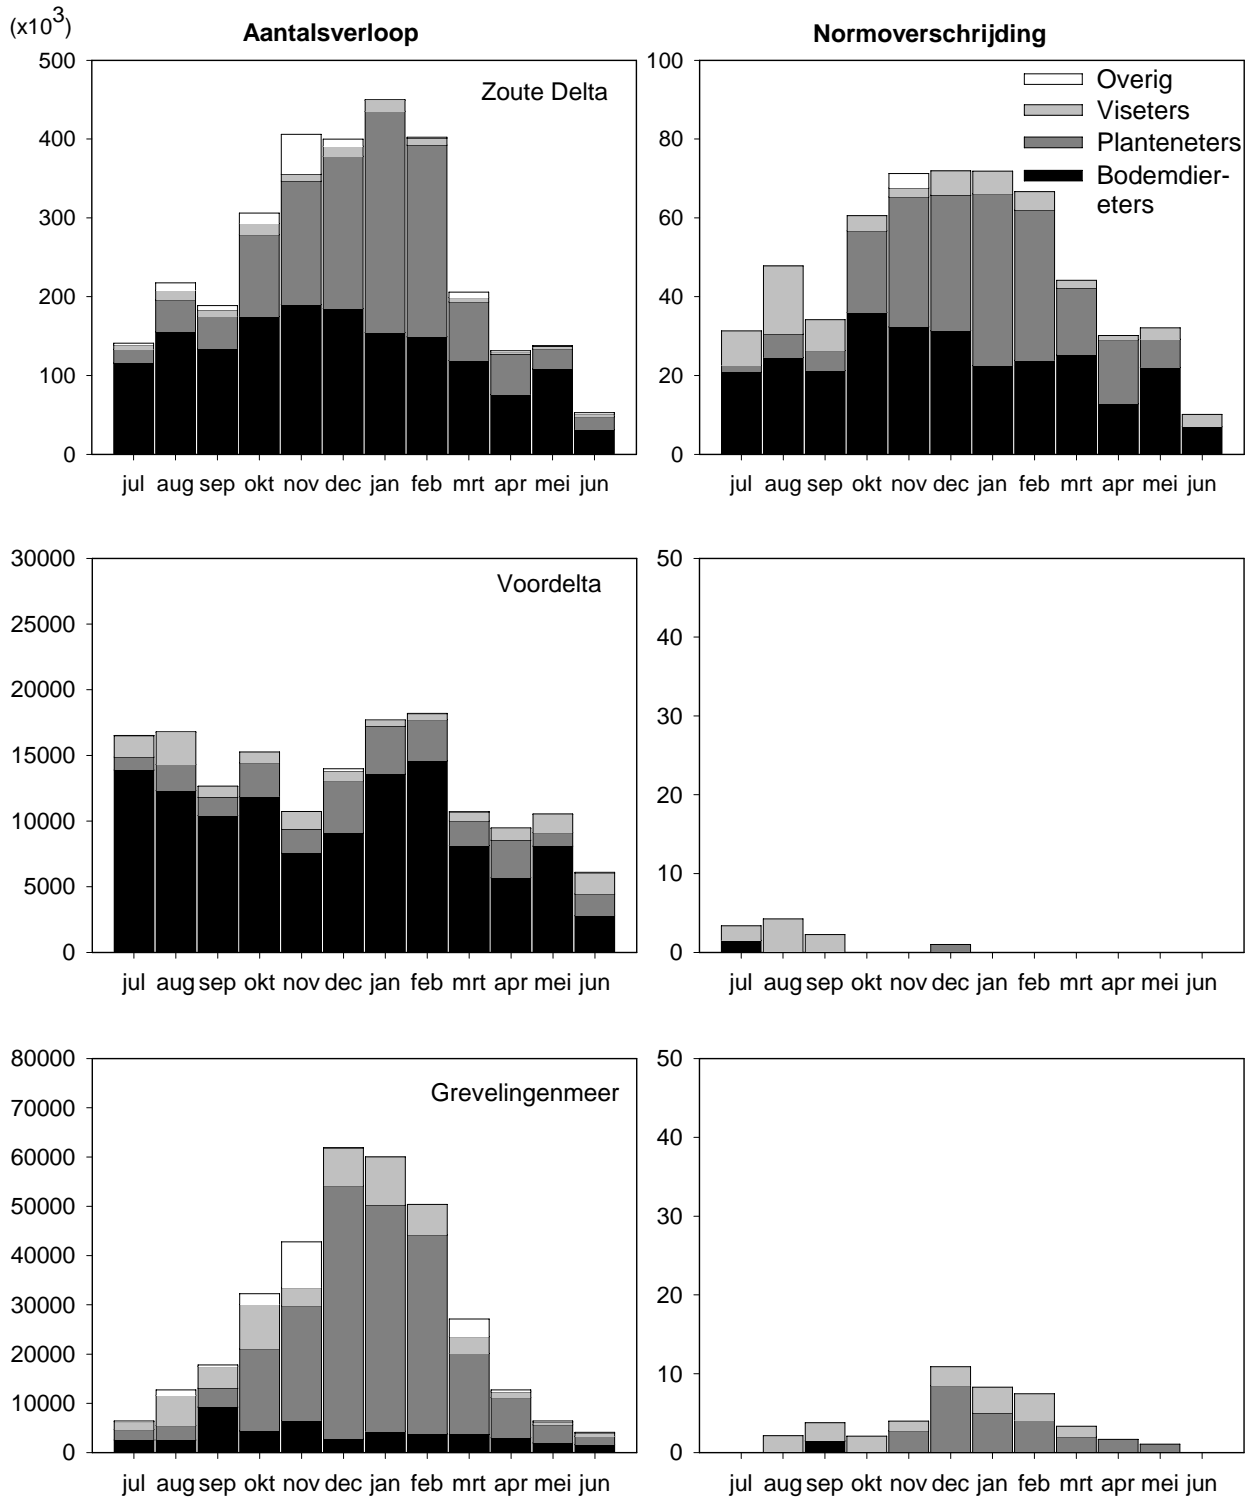 (x10³)
Aantalsverloop
Normoverschrijding
500
400
300
200
100
0
Zoute Delta
jul aug sep okt nov dec jan feb mrt apr mei jun
100
80
60
40
20
0
Overig
Viseters
Planteneters
Bodemdier-
eters
jul aug sep okt nov dec jan feb mrt apr mei jun
30000
25000
20000
15000
10000
5000
0
Voordelta
jul aug sep okt nov dec jan feb mrt apr mei jun
50
40
30
20
10
0
jul aug sep okt nov dec jan feb mrt apr mei jun
80000
70000
60000
50000
40000
30000
20000
10000
0
Grevelingenmeer
jul aug sep okt nov dec jan feb mrt apr mei jun
50
40
30
20
10
0
jul aug sep okt nov dec jan feb mrt apr mei jun